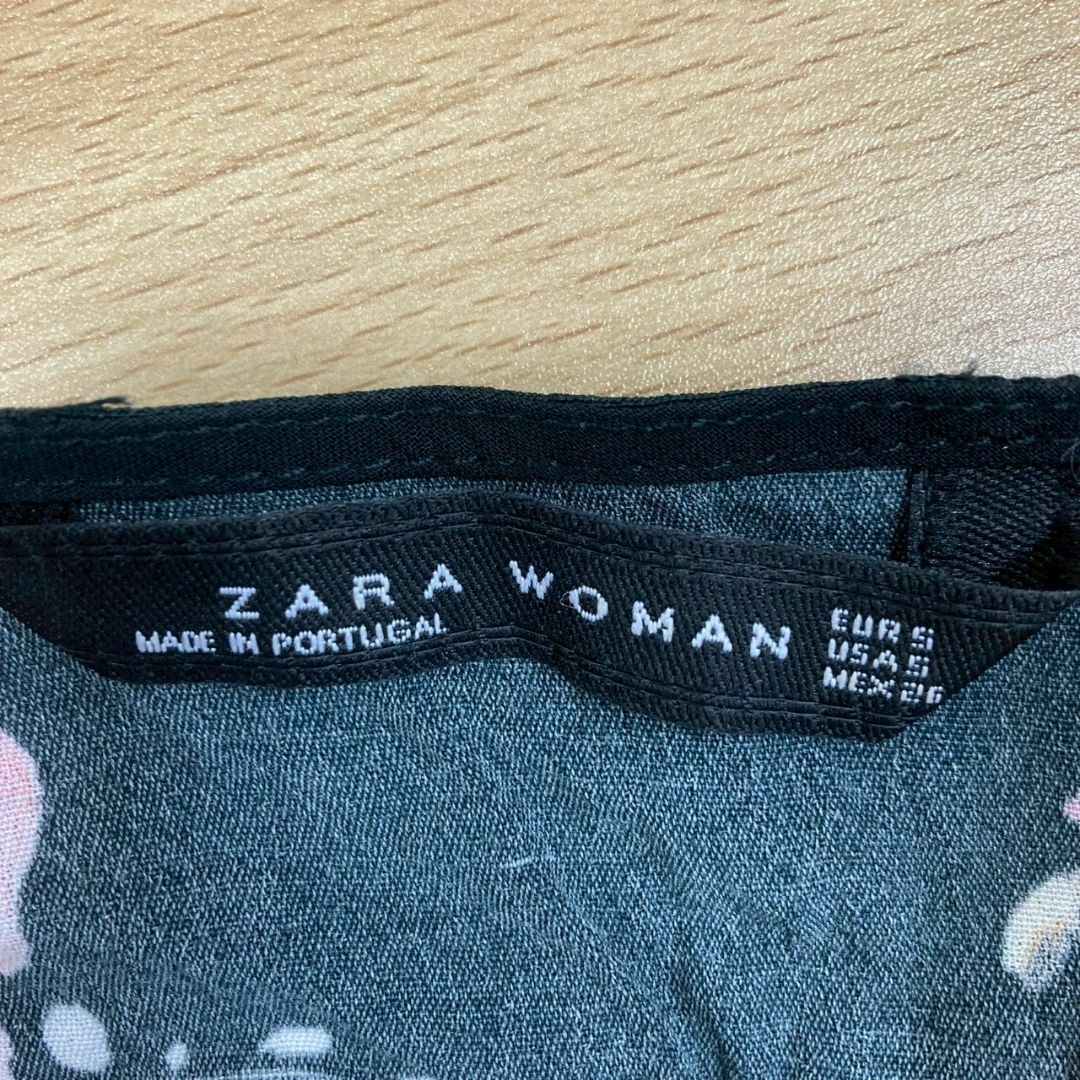 ZARA WOMAN
MADE IN PORTUGAL
EUR S
USA S
MEX 26